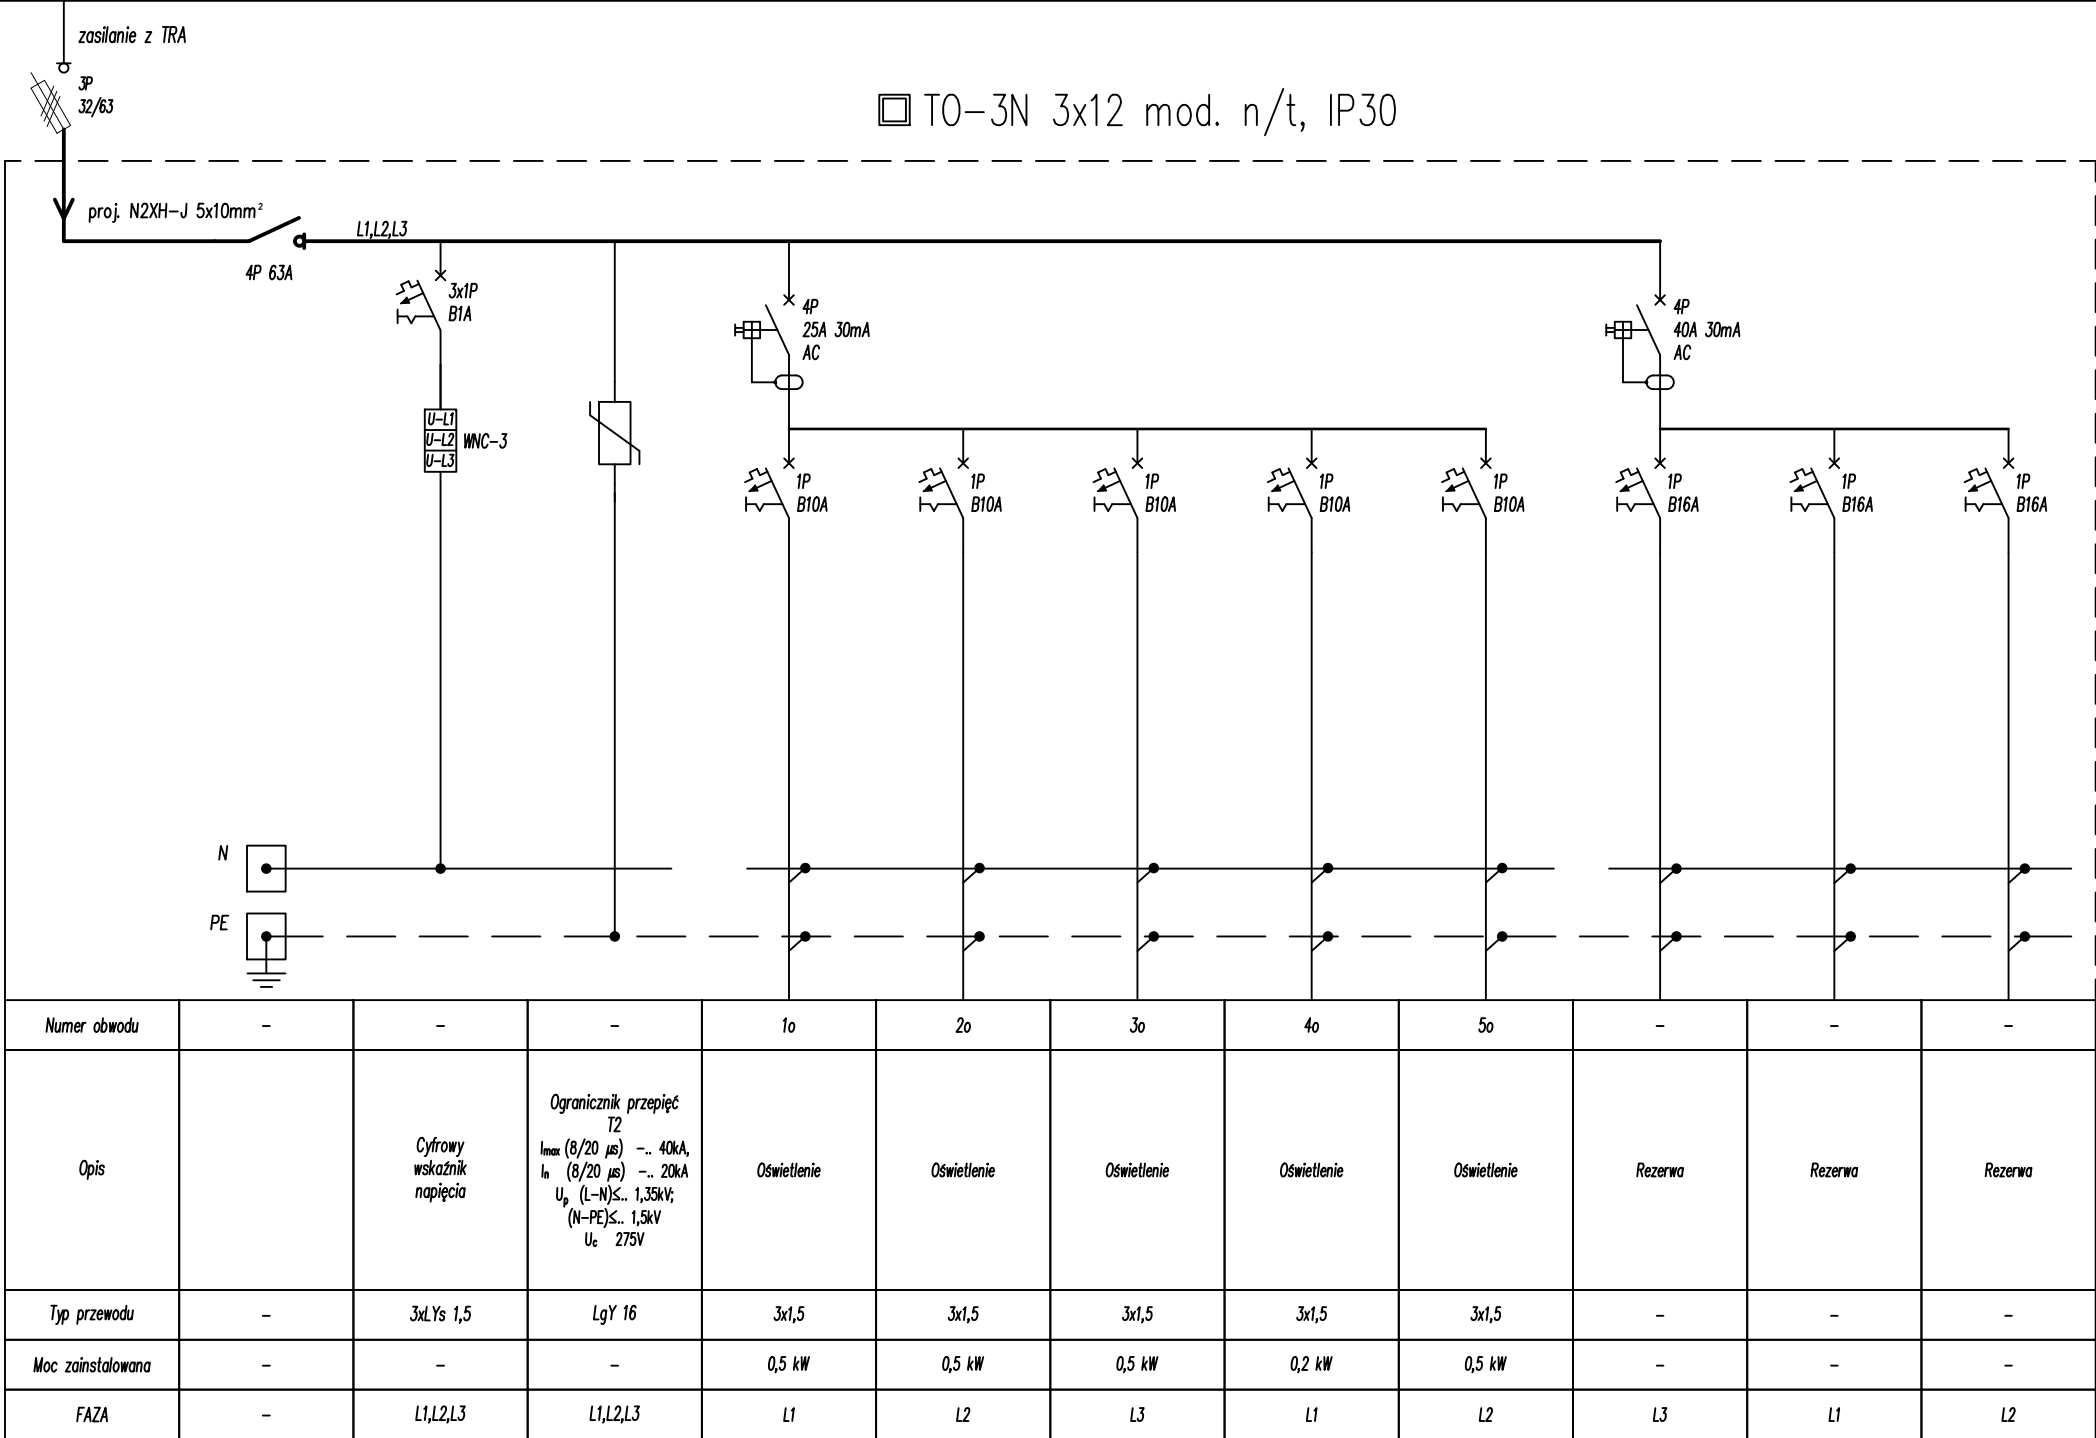 zasilanie z TRA
3P
32/63
TO-3N 3x12 mod. n/t, IP30
proj. N2XH-J 5x10mm²
L1,L2,L3
4P 63A
3x1P
B1A
4P
25A 30mA
AC
4P
40A 30mA
AC
U-L1
U-L2
U-L3
WNC-3
1P
B10A
1P
B10A
1P
B10A
1P
B10A
1P
B10A
1P
B16A
1P
B16A
1P
B16A
N
PE
Numer obwodu - - - 1o 2o 3o 4o 5o - - -
Opis
Cyfrowy
wskaźnik
napięcia
Ogranicznik przepięć
T2
Imax (8/20 µs) -.. 40kA,
In (8/20 µs) -.. 20kA
Up (L-N)≤.. 1,35kV;
(N-PE)≤.. 1,5kV
Uc 275V
Oświetlenie Oświetlenie Oświetlenie Oświetlenie Oświetlenie Rezerwa Rezerwa Rezerwa
Typ przewodu - 3xLYs 1,5 LgY 16 3x1,5 3x1,5 3x1,5 3x1,5 3x1,5 - - -
Moc zainstalowana - - - 0,5 kW 0,5 kW 0,5 kW 0,2 kW 0,5 kW - - -
FAZA - L1,L2,L3 L1,L2,L3 L1 L2 L3 L1 L2 L3 L1 L2